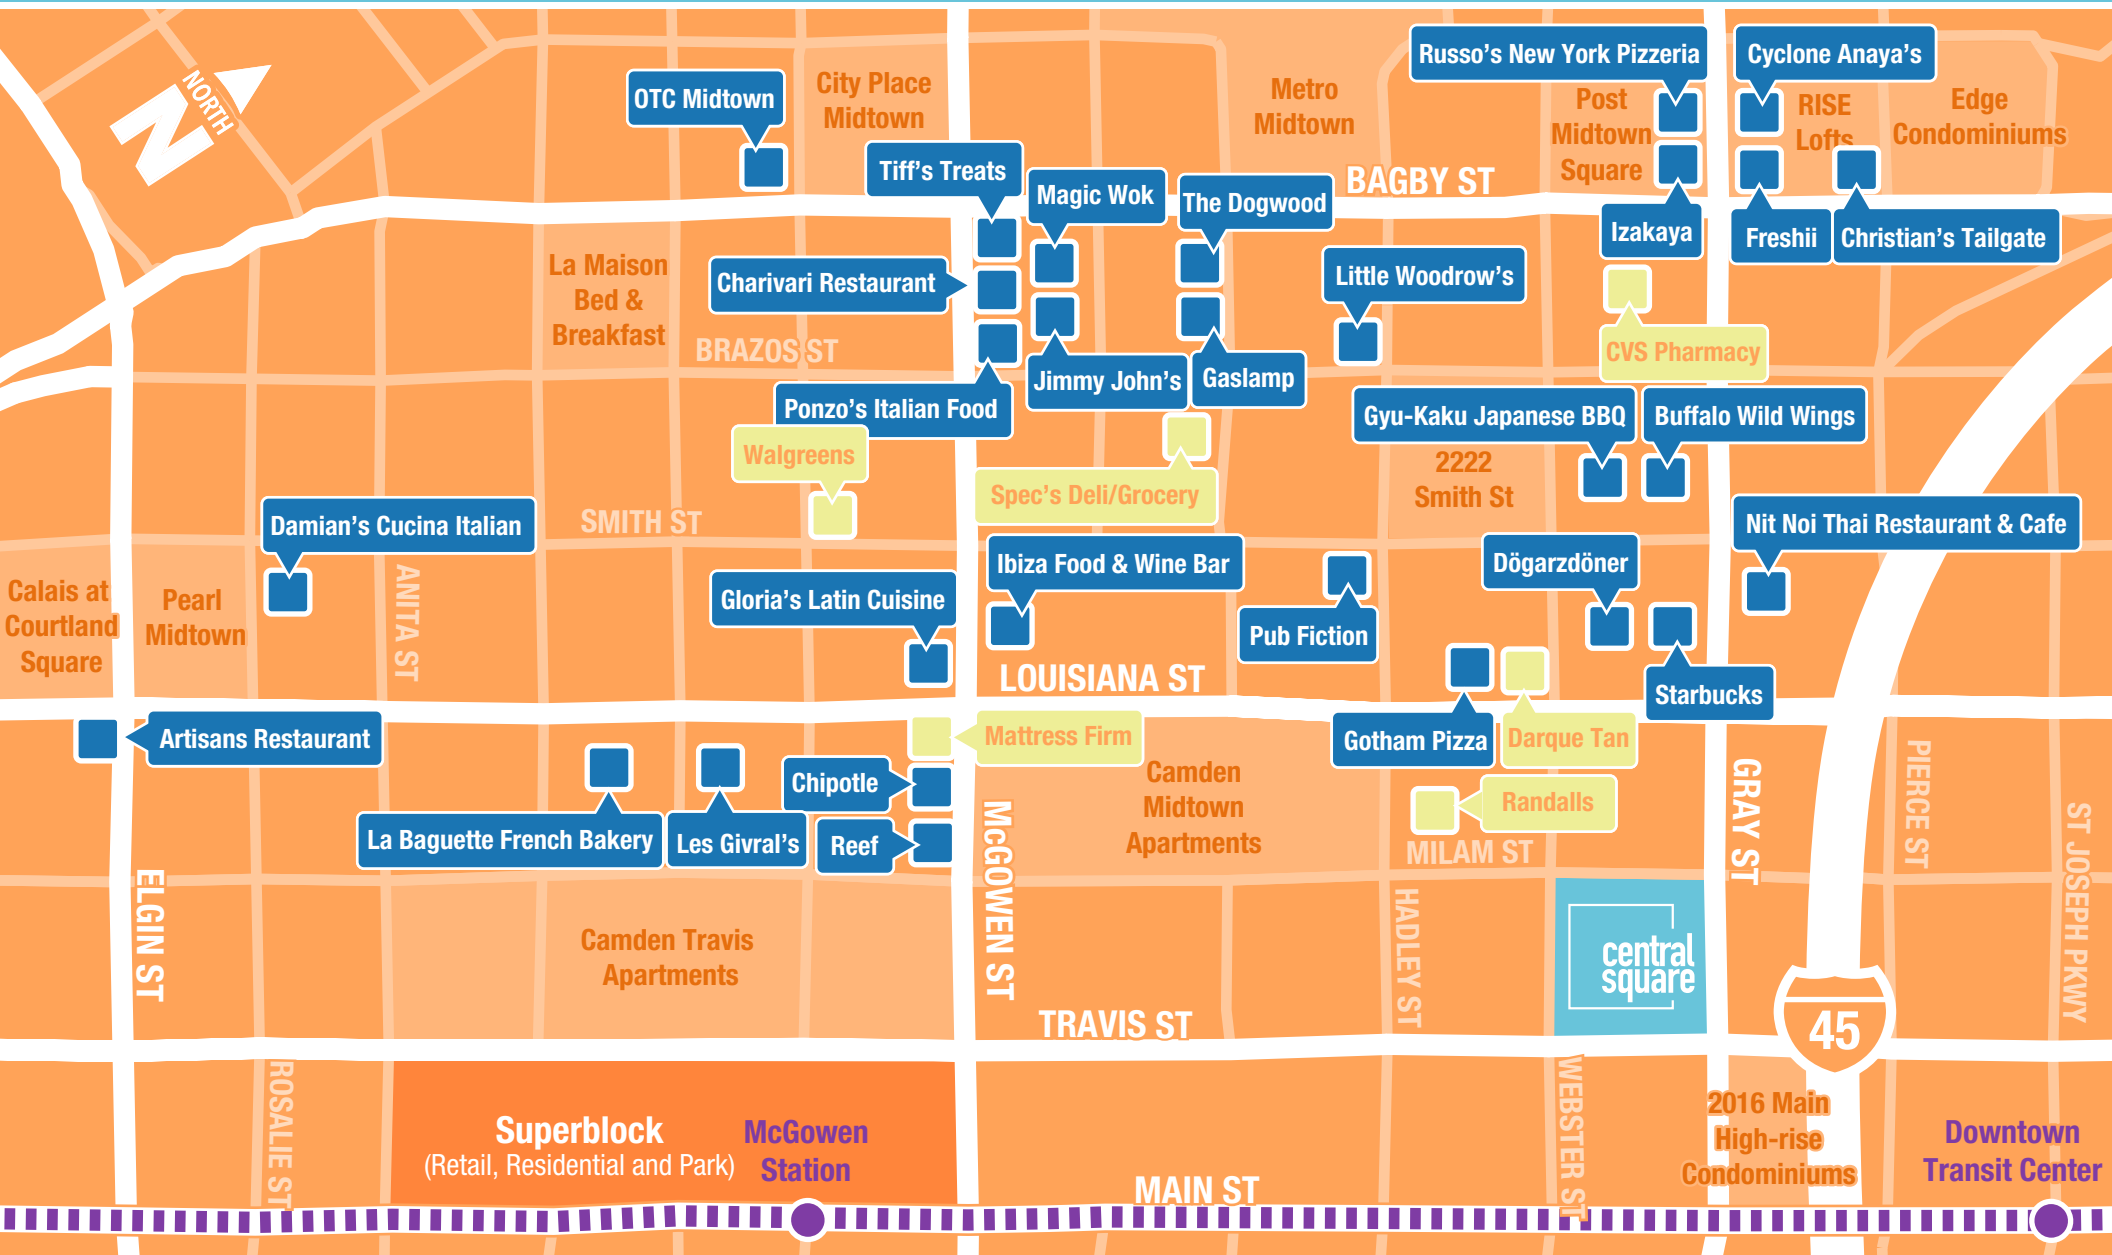 Russo's New York Pizzeria
Cyclone Anaya's
N
NORTH
OTC Midtown
City Place
Midtown
Metro
Midtown
Post
Midtown
Square
RISE
Lofts
Edge
Condominiums
Tiff's Treats
Magic Wok
The Dogwood
BAGBY ST
Izakaya
Freshii
Christian's Tailgate
La Maison
Bed &
Breakfast
Charivari Restaurant
Little Woodrow's
BRAZOS ST
CVS Pharmacy
Jimmy John's
Gaslamp
Ponzo's Italian Food
Gyu-Kaku Japanese BBQ
Buffalo Wild Wings
Walgreens
2222
Smith St
Spec's Deli/Grocery
SMITH ST
Damian's Cucina Italian
Nit Noi Thai Restaurant & Cafe
Ibiza Food & Wine Bar
Dögarzdöner
Calais at
Courtland
Square
Pearl
Midtown
ANITA ST
Gloria's Latin Cuisine
Pub Fiction
LOUISIANA ST
Starbucks
Artisans Restaurant
Mattress Firm
Gotham Pizza
Darque Tan
Chipotle
Camden
Midtown
Apartments
Randalls
La Baguette French Bakery
Les Givral's
Reef
MILAM ST
McGOWEN ST
GRAY ST
PIERCE ST
ST JOSEPH PKWY
ELGIN ST
HADLEY ST
Camden Travis
Apartments
central
square
TRAVIS ST
45
ROSALIE ST
WEBSTER ST
Superblock
(Retail, Residential and Park)
McGowen
Station
2016 Main
High-rise
Condominiums
Downtown
Transit Center
MAIN ST